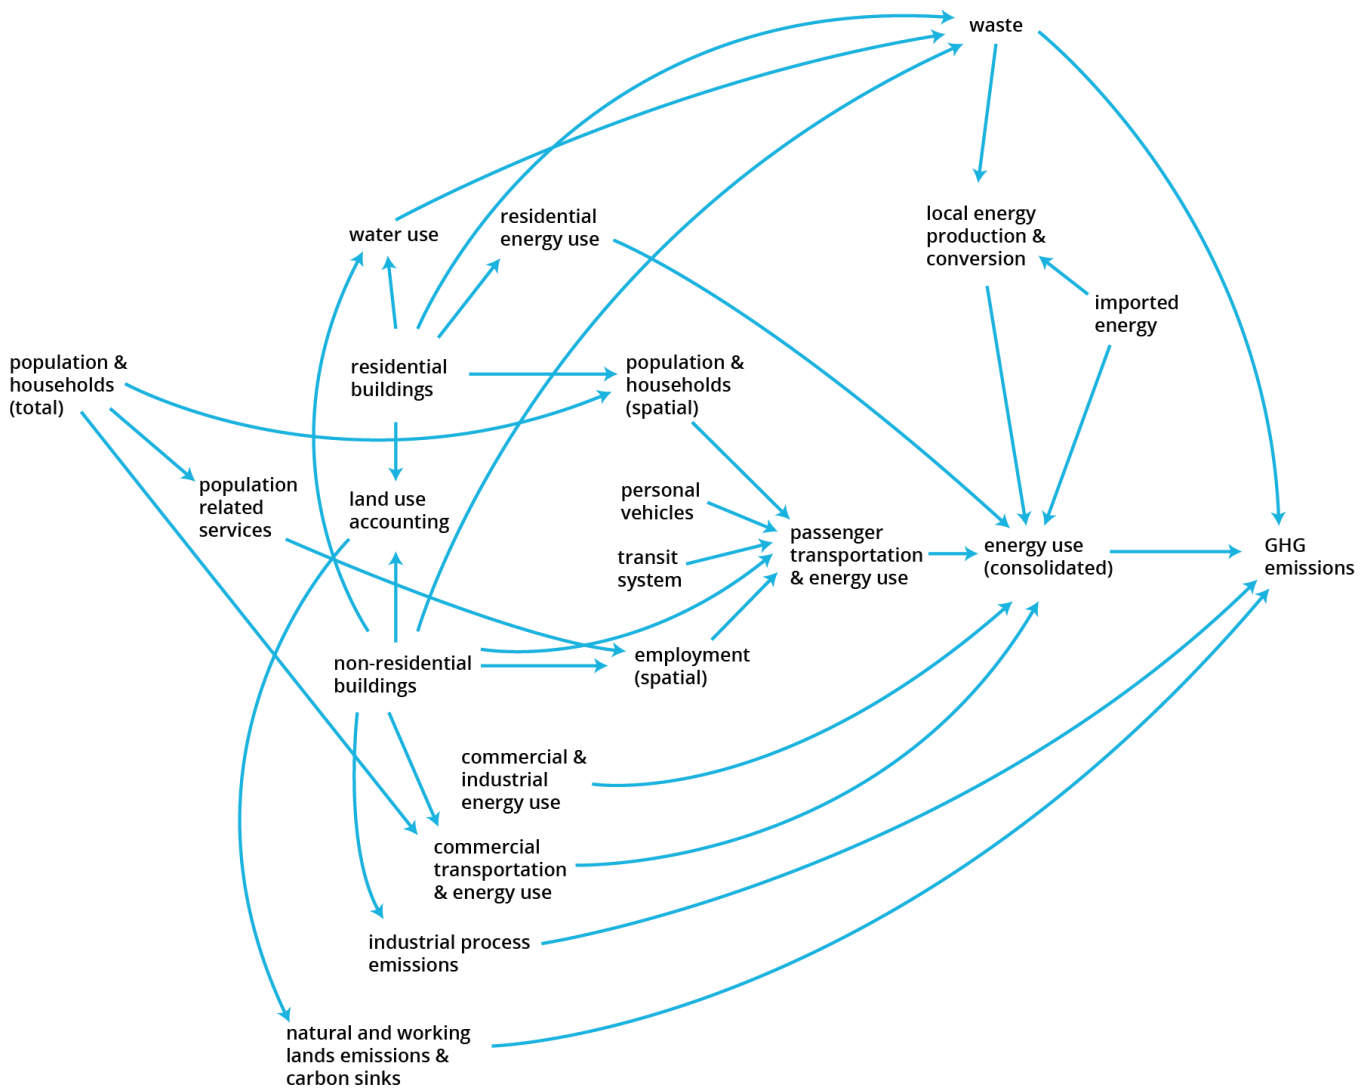 waste
local energy
production &
conversion
imported
energy
residential
energy use
water use
population &
households
(total)
residential
buildings
population &
households
(spatial)
population
related
services
land use
accounting
personal
vehicles
transit
system
passenger
transportation
& energy use
energy use
(consolidated)
GHG
emissions
non-residential
buildings
employment
(spatial)
commercial &
industrial
energy use
commercial
transportation
& energy use
industrial process
emissions
natural and working
lands emissions &
carbon sinks